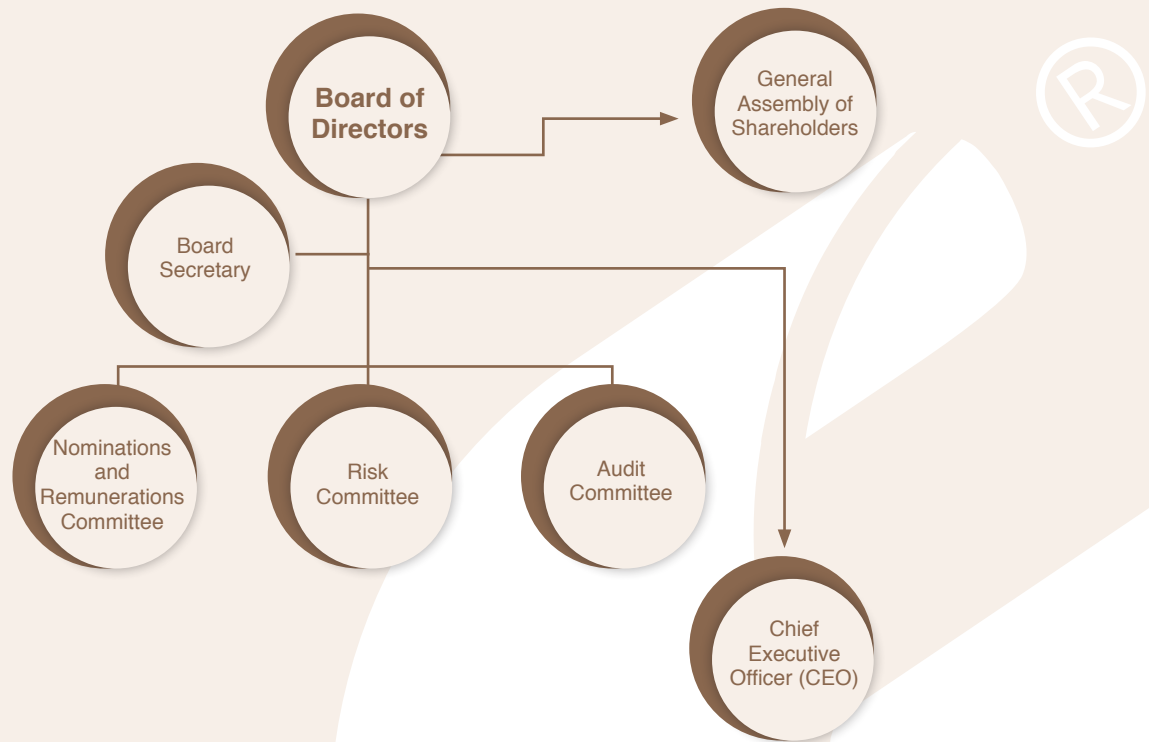 Board of
Directors
General
Assembly of
Shareholders
®
Board
Secretary
Nominations
and
Remunerations
Committee
Risk
Committee
Audit
Committee
Chief
Executive
Officer (CEO)